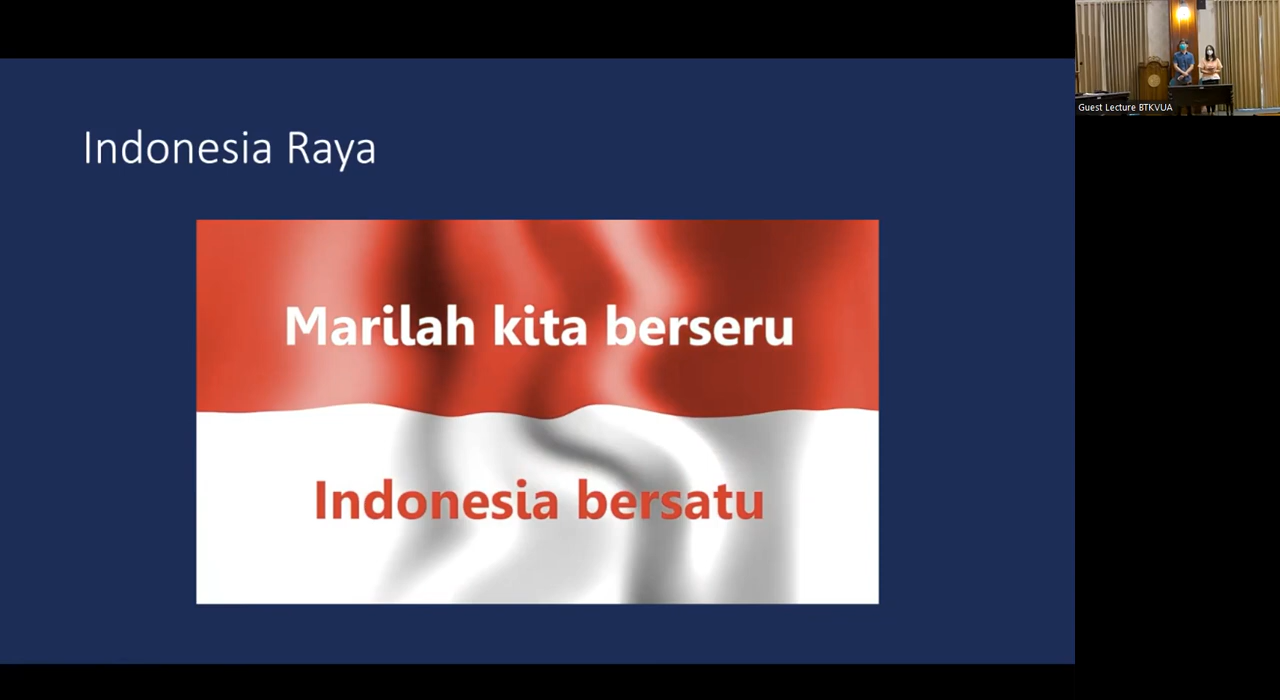 Indonesia Raya
Marilah kita berseru
Indonesia bersatu
Guest Lecture BTKVUA